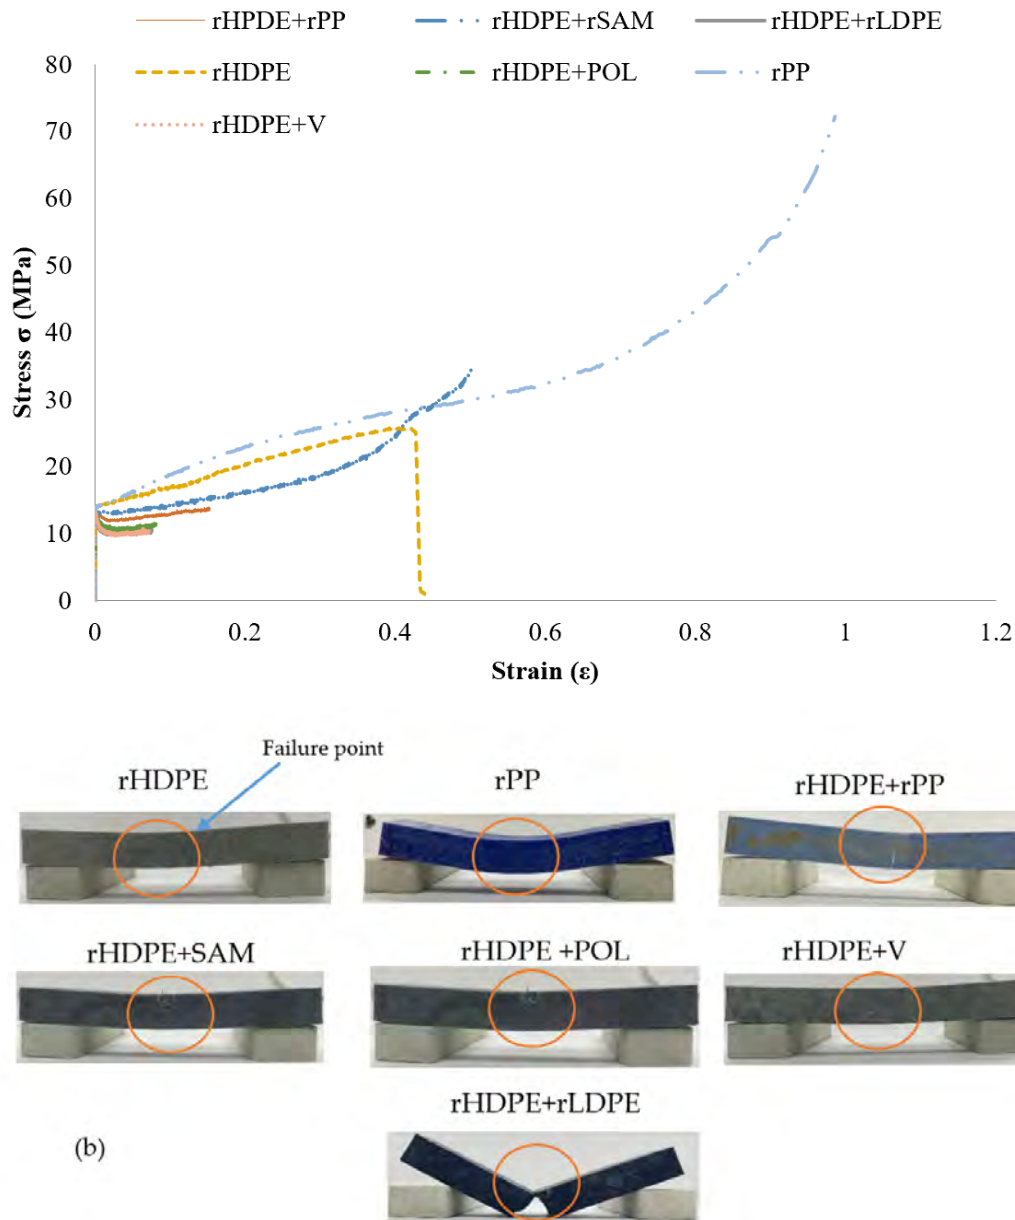 rHPDE+rPP rHDPE+rSAM rHDPE+rLDPE
80
rHDPE rHDPE+POL rPP
70
rHDPE+V
60
50
40
30
20
10
0
Stress σ (MPa)
0 0.2 0.4 0.6 0.8 1 1.2
Strain (ε)
Failure point
rHDPE rPP rHDPE+rPP
rHDPE+SAM rHDPE +POL rHDPE+V
rHDPE+rLDPE
(b)